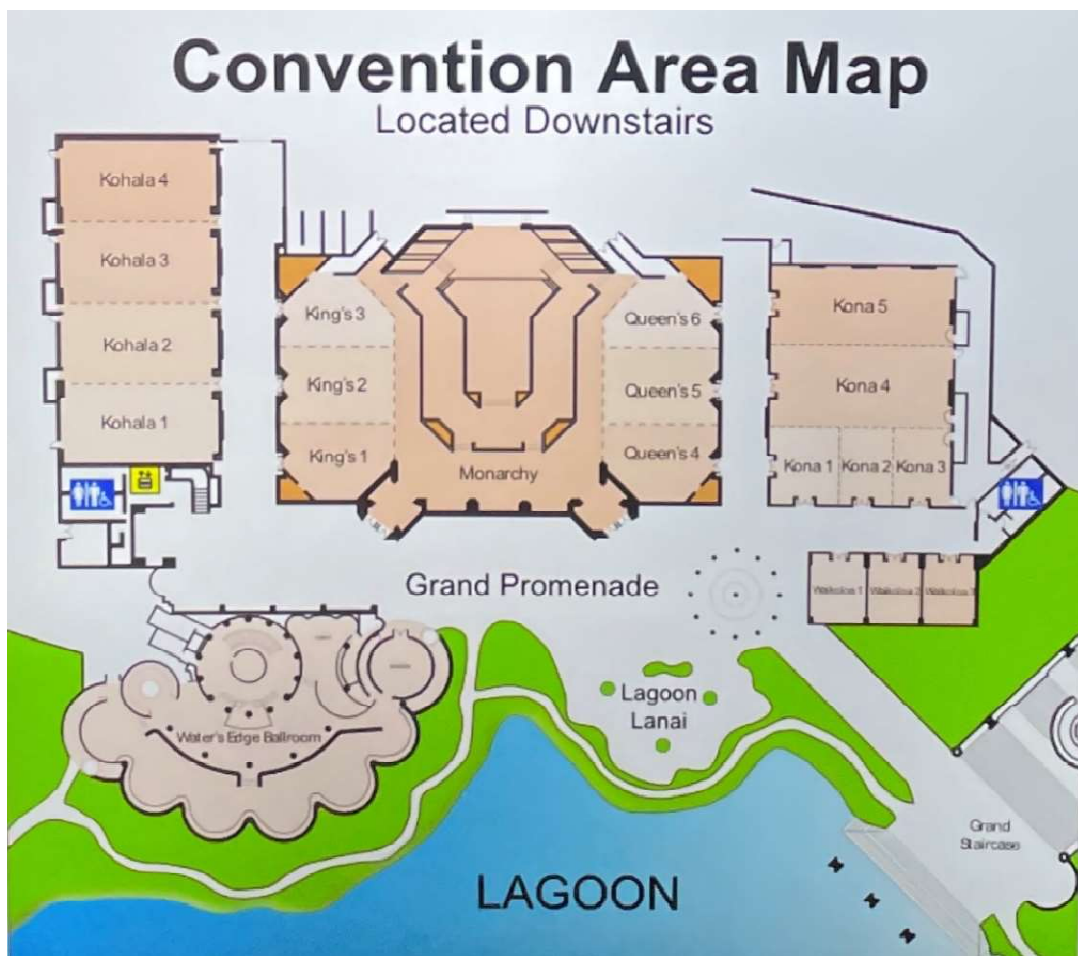 Convention Area Map
Located Downstairs
Kohala 4
Kohala 3
Kohala 2
Kohala 1
King's 3
King's 2
King's 1
Monarchy
Queen's 6
Queen's 5
Queen's 4
Kona 5
Kona 4
Kona 1
Kona 2
Kona 3
Grand Promenade
Waikoloa 1
Waikoloa 2
Waikoloa 3
Lagoon
Lanai
Water's Edge Ballroom
Grand
Staircase
LAGOON